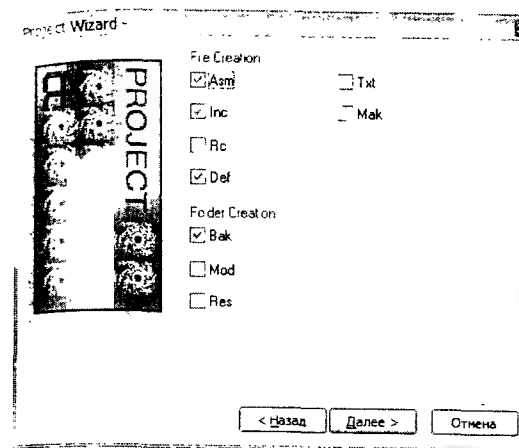 Project Wizard -
File Creation
Asm
Txt
Inc
Mak
Rc
Def
Folder Creation
Bak
Mod
Res
PROJECT
< Назад
Далее >
Отмена